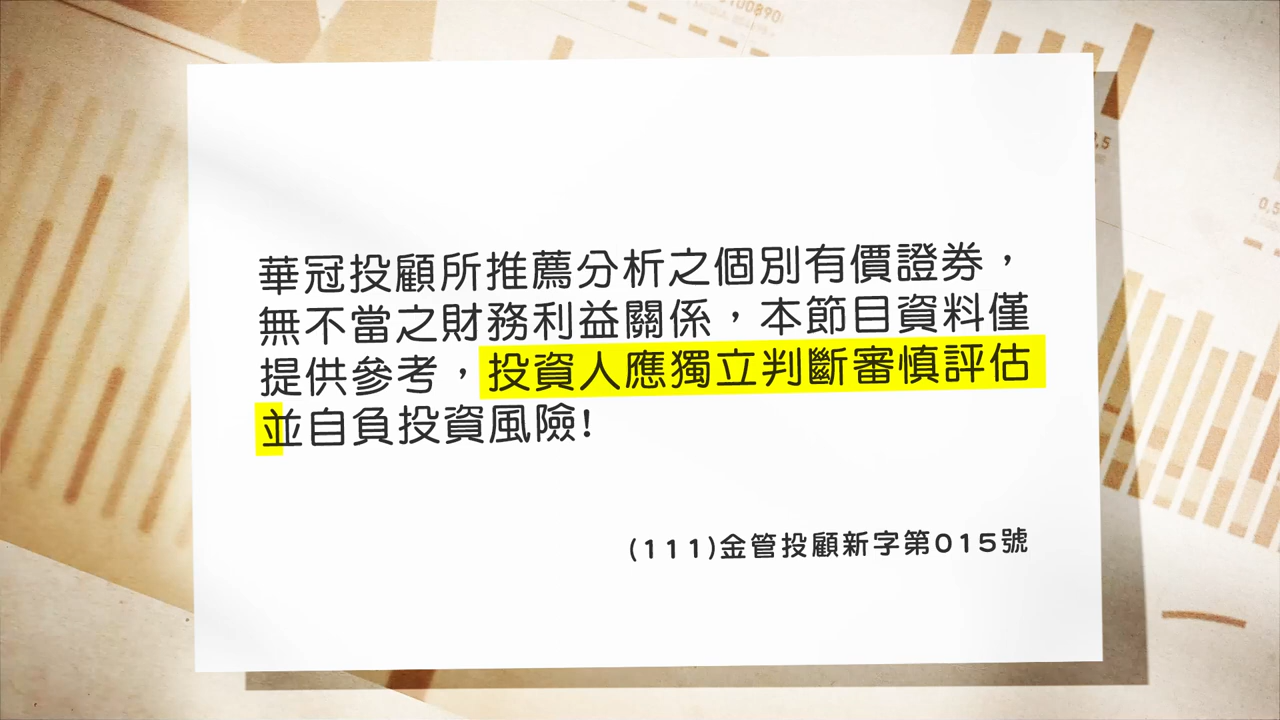 華冠投顧所推薦分析之個別有價證券，
無不當之財務利益關係，本節目資料僅
提供參考，投資人應獨立判斷審慎評估
並自負投資風險!
(111)金管投顧新字第015號